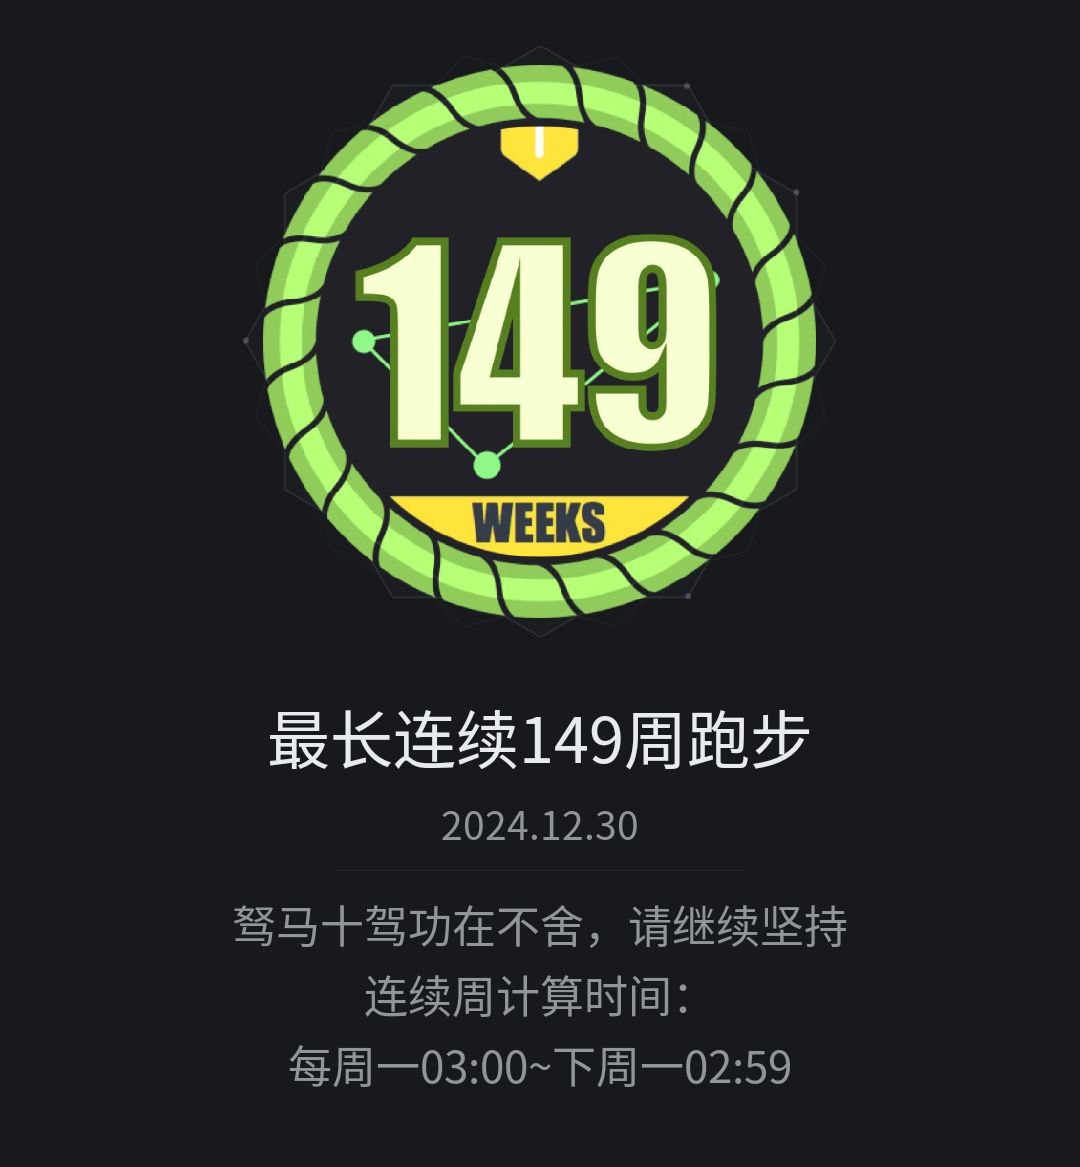 149
WEEKS
最长连续149周跑步
2024.12.30
驽马十驾功在不舍，请继续坚持
连续周计算时间：
每周一03:00~下周一02:59